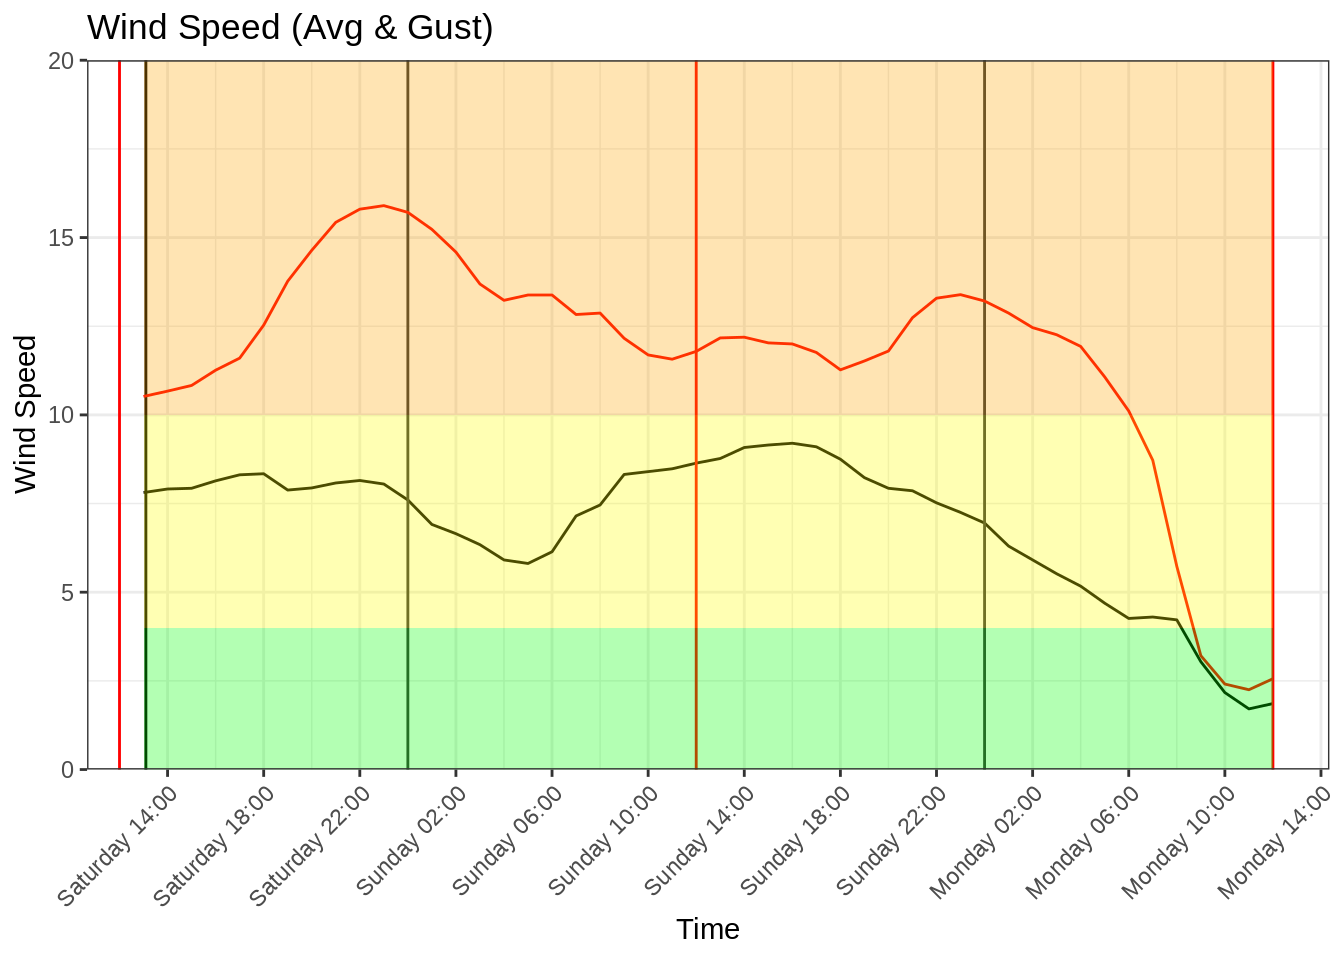 Wind Speed (Avg & Gust)
20
15
10
5
0
Wind Speed
Saturday 14:00
Saturday 18:00
Saturday 22:00
Sunday 02:00
Sunday 06:00
Sunday 10:00
Sunday 14:00
Sunday 18:00
Sunday 22:00
Monday 02:00
Monday 06:00
Monday 10:00
Monday 14:00
Time